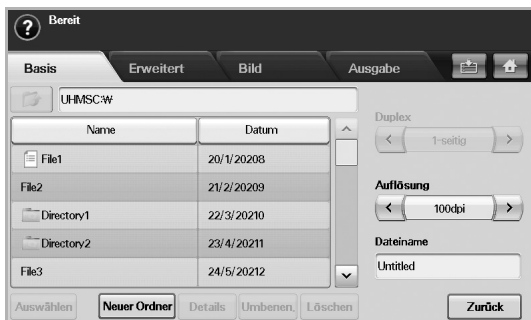 Bereit
Basis Erweitert Bild Ausgabe
UHMSC:₩
Name Datum
File1 20/1/20208
File2 21/2/20209
Directory1 22/3/20210
Directory2 23/4/20211
File3 24/5/20212
Duplex
1-seitig
Auflösung
100dpi
Dateiname
Untitled
Auswählen Neuer Ordner Details Umbenen. Löschen Zurück